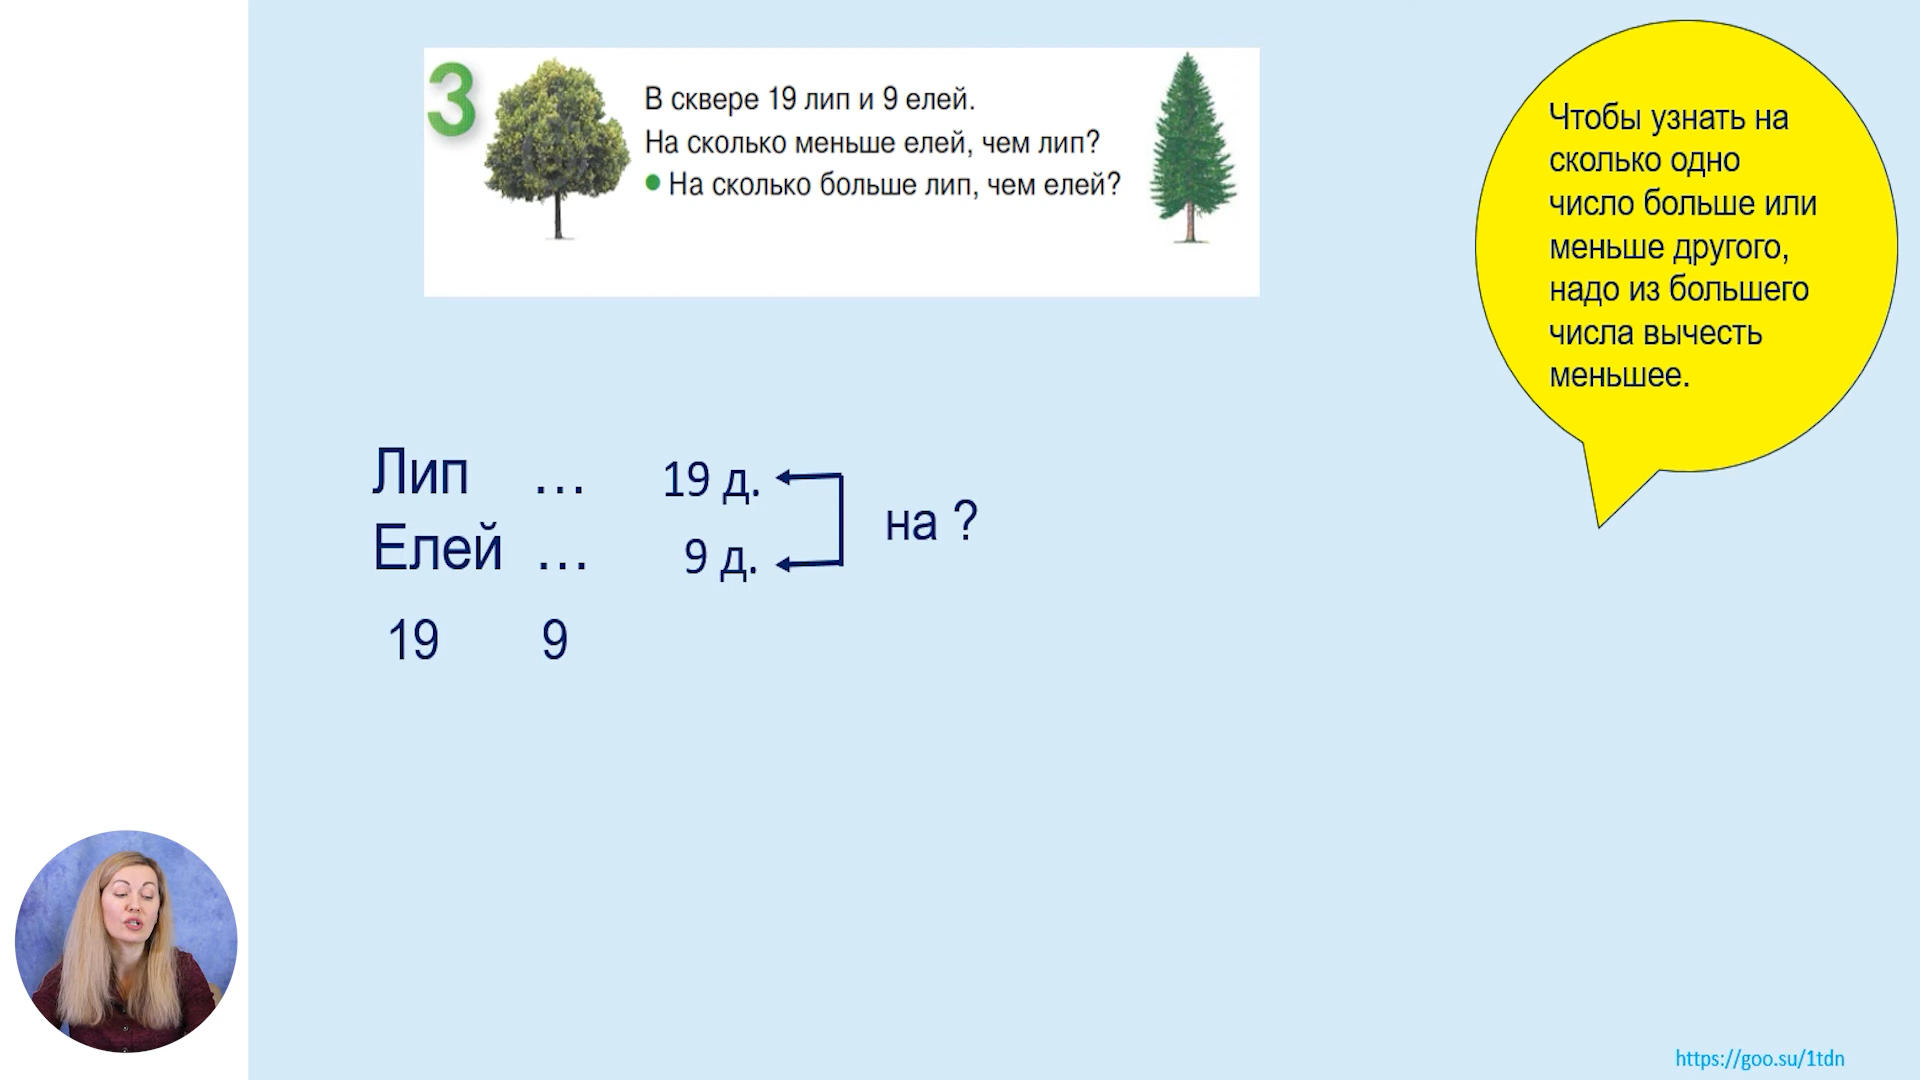 3
В сквере 19 лип и 9 елей.
На сколько меньше елей, чем лип?
● На сколько больше лип, чем елей?
Чтобы узнать на
сколько одно
число больше или
меньше другого,
надо из большего
числа вычесть
меньшее.
Лип … 19 д.
на ?
Елей … 9 д.
19 9
https://goo.su/1tdn